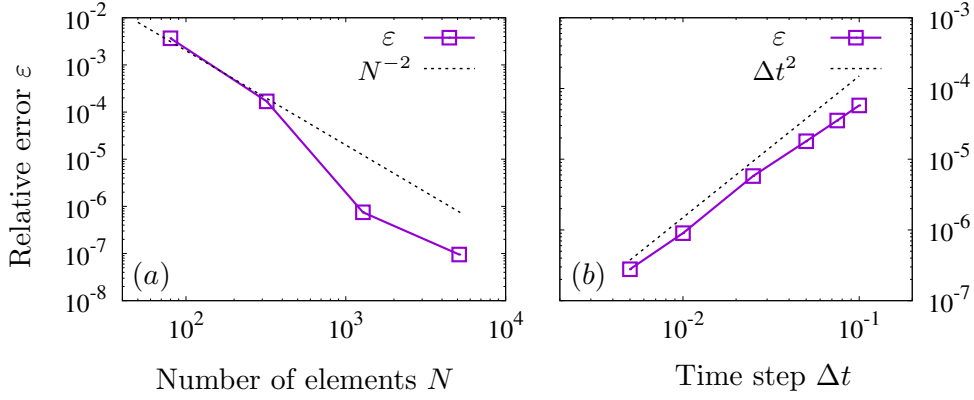 10^{-2}
10^{-3}
10^{-4}
10^{-5}
10^{-6}
10^{-7}
10^{-8}
Relative error ε
ε
N^{-2}
(a)
10^2
10^3
10^4
Number of elements N
ε
Δt^2
(b)
10^{-3}
10^{-4}
10^{-5}
10^{-6}
10^{-7}
10^{-2}
10^{-1}
Time step Δt